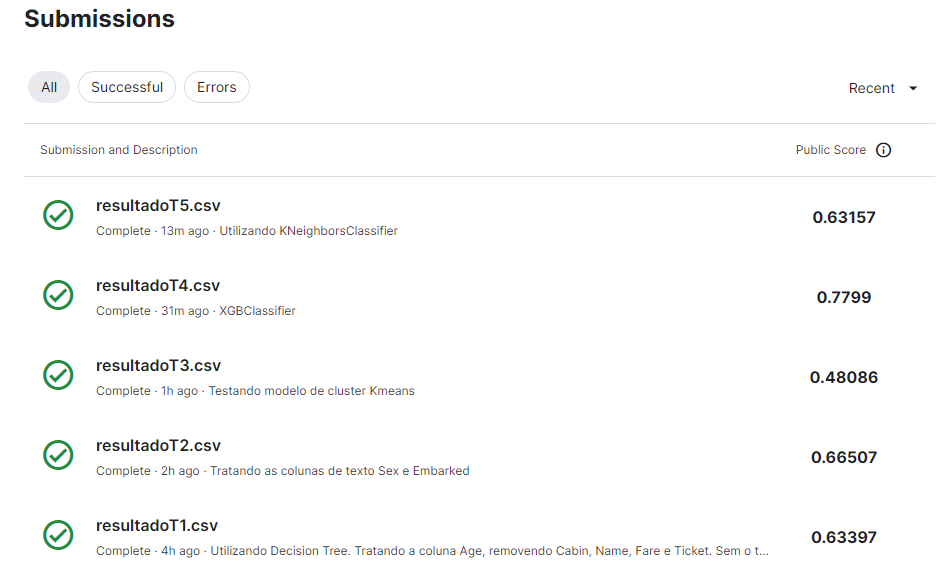 Submissions
All Successful Errors Recent
Submission and Description Public Score
resultadoT5.csv
Complete · 13m ago · Utilizando KNeighborsClassifier
0.63157
resultadoT4.csv
Complete · 31m ago · XGBClassifier
0.7799
resultadoT3.csv
Complete · 1h ago · Testando modelo de cluster Kmeans
0.48086
resultadoT2.csv
Complete · 2h ago · Tratando as colunas de texto Sex e Embarked
0.66507
resultadoT1.csv
Complete · 4h ago · Utilizando Decision Tree. Tratando a coluna Age, removendo Cabin, Name, Fare e Ticket. Sem o t...
0.63397